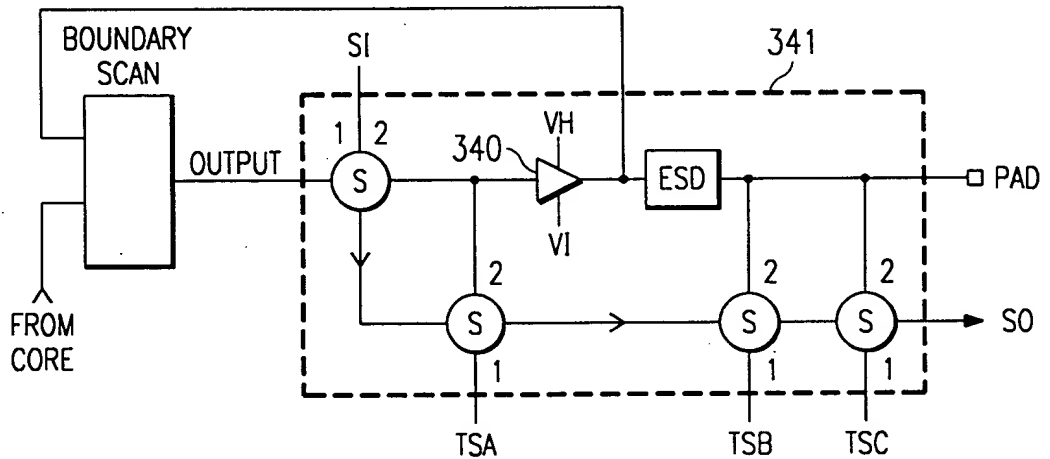 BOUNDARY
SCAN
SI
341
1 2
VH
340
OUTPUT
S
ESD
PAD
VI
2
2
2
S
S
S
SO
FROM
CORE
1
1
1
TSA
TSB
TSC